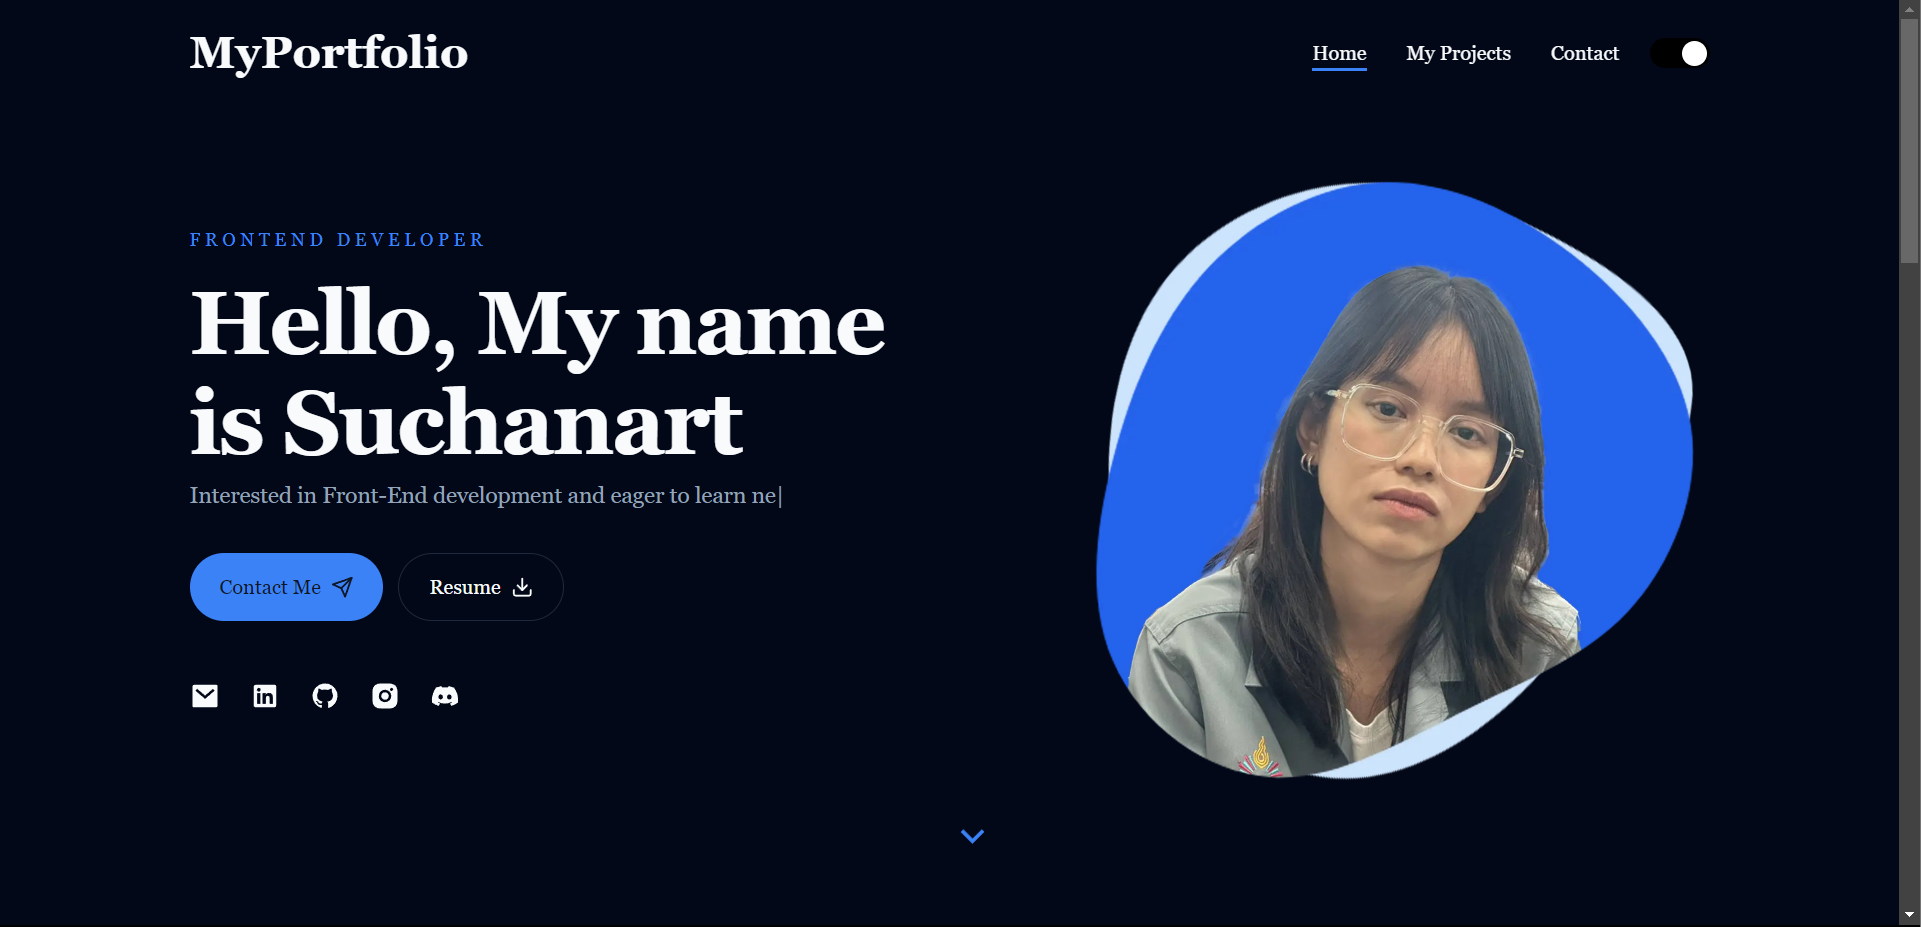 MyPortfolio
Home
My Projects
Contact
FRONTEND DEVELOPER
Hello, My name
is Suchanart
Interested in Front-End development and eager to learn ne|
Contact Me
Resume
in